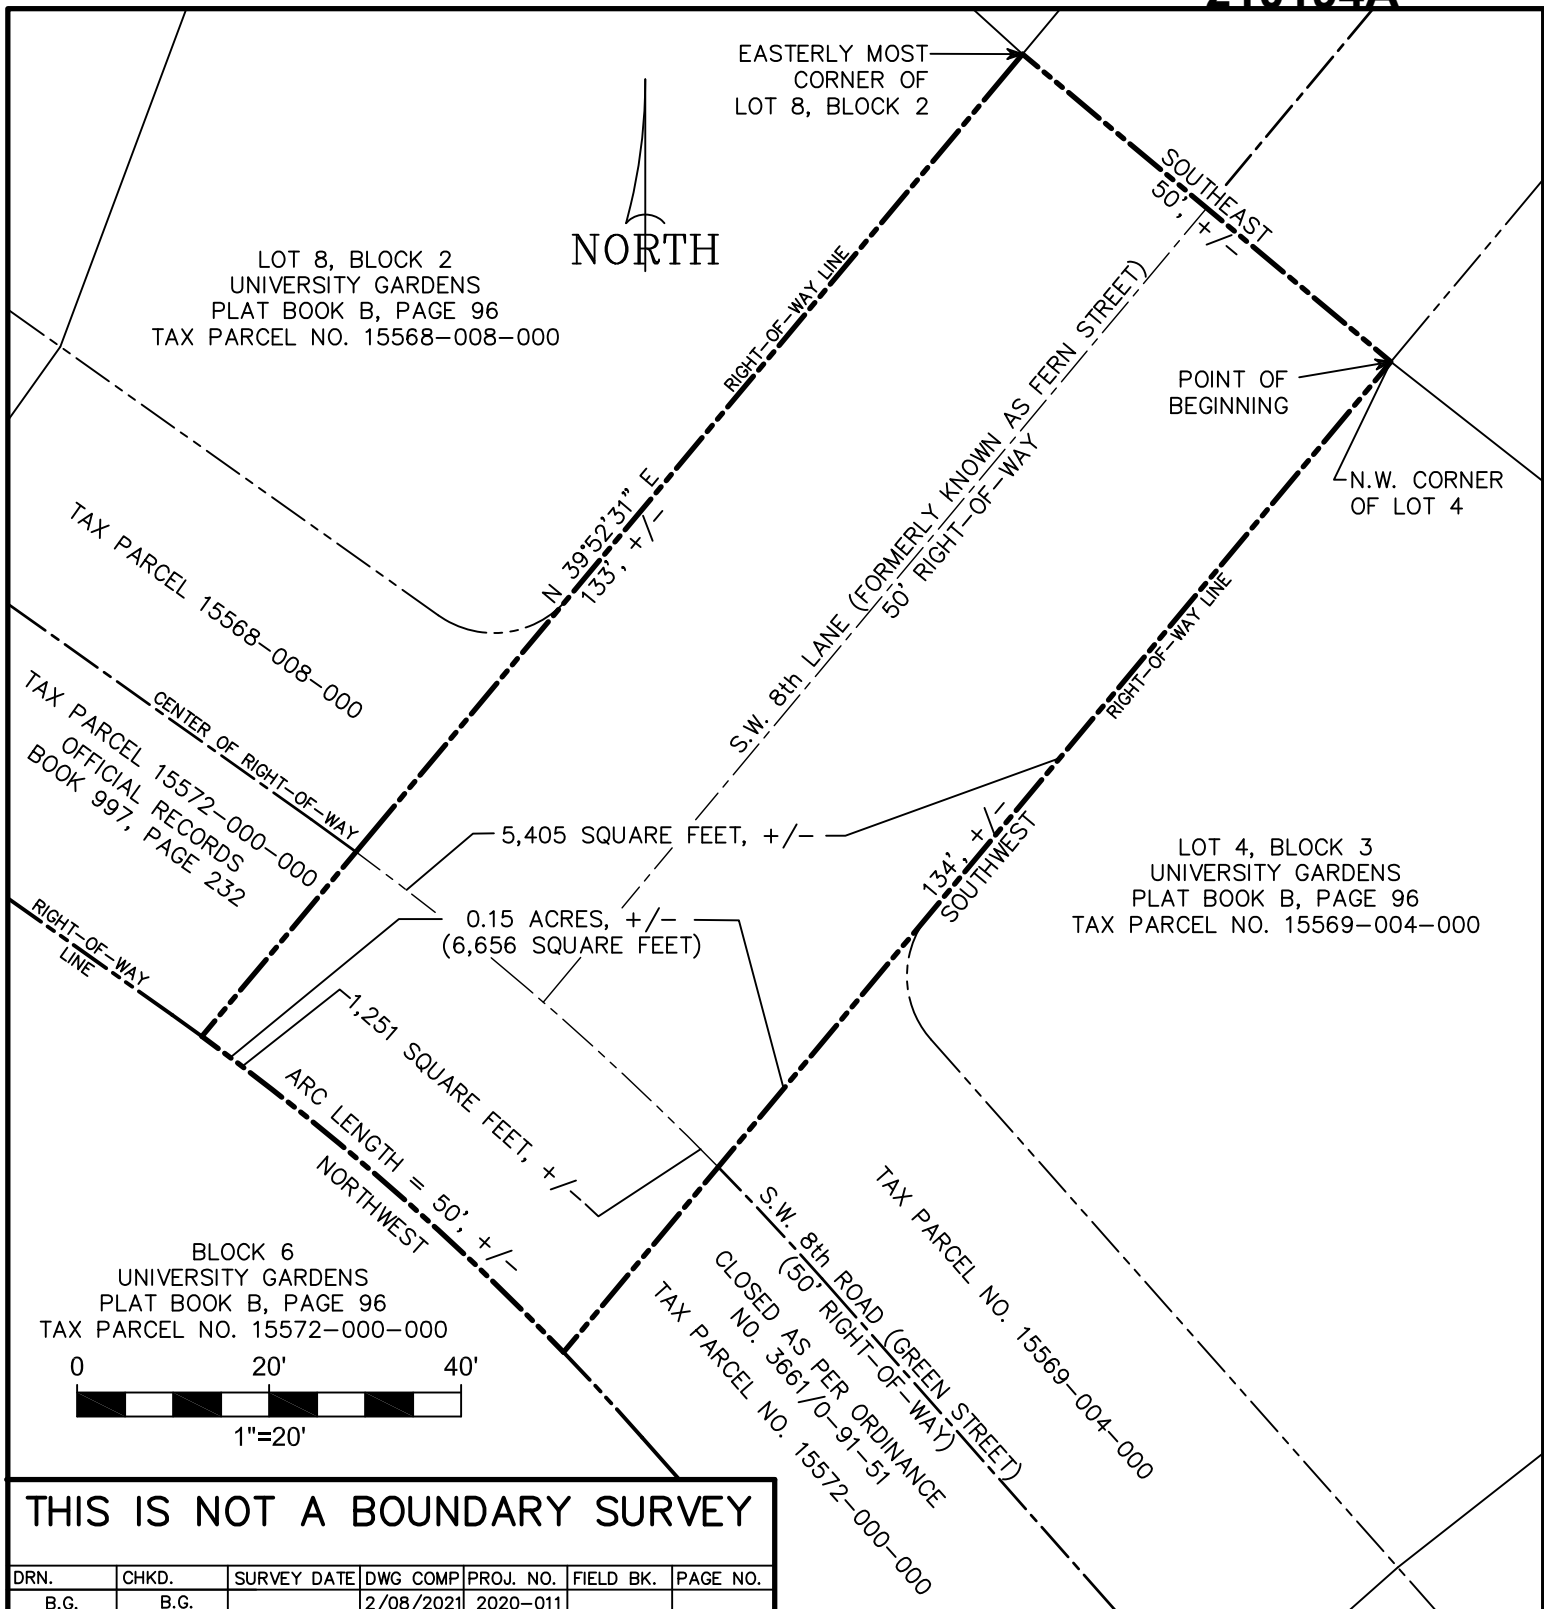 EASTERLY MOST
CORNER OF
LOT 8, BLOCK 2
NORTH
SOUTHEAST
50', +/-
LOT 8, BLOCK 2
UNIVERSITY GARDENS
PLAT BOOK B, PAGE 96
TAX PARCEL NO. 15568-008-000
RIGHT-OF-WAY LINE
POINT OF
BEGINNING
N.W. CORNER
OF LOT 4
N 39°52'31" E
133', +/-
S.W. 8th LANE (FORMERLY KNOWN AS FERN STREET)
50' RIGHT-OF-WAY
TAX PARCEL 15568-008-000
RIGHT-OF-WAY LINE
CENTER OF RIGHT-OF-WAY
TAX PARCEL 15572-000-000
OFFICIAL RECORDS
BOOK 997, PAGE 232
5,405 SQUARE FEET, +/-
134', +/-
SOUTHWEST
LOT 4, BLOCK 3
UNIVERSITY GARDENS
PLAT BOOK B, PAGE 96
TAX PARCEL NO. 15569-004-000
RIGHT-OF-WAY
LINE
0.15 ACRES, +/-
(6,656 SQUARE FEET)
1,251 SQUARE FEET, +/-
ARC LENGTH = 50', +/-
NORTHWEST
S.W. 8th ROAD (GREEN STREET)
(50' RIGHT-OF-WAY)
CLOSED AS PER ORDINANCE
NO. 3661/0-91-51
TAX PARCEL NO. 15572-000-000
TAX PARCEL NO. 15569-004-000
BLOCK 6
UNIVERSITY GARDENS
PLAT BOOK B, PAGE 96
TAX PARCEL NO. 15572-000-000
0 20' 40'
1"=20'
THIS IS NOT A BOUNDARY SURVEY
DRN. CHKD. SURVEY DATE DWG COMP PROJ. NO. FIELD BK. PAGE NO.
B.G. B.G. 2/08/2021 2020-011